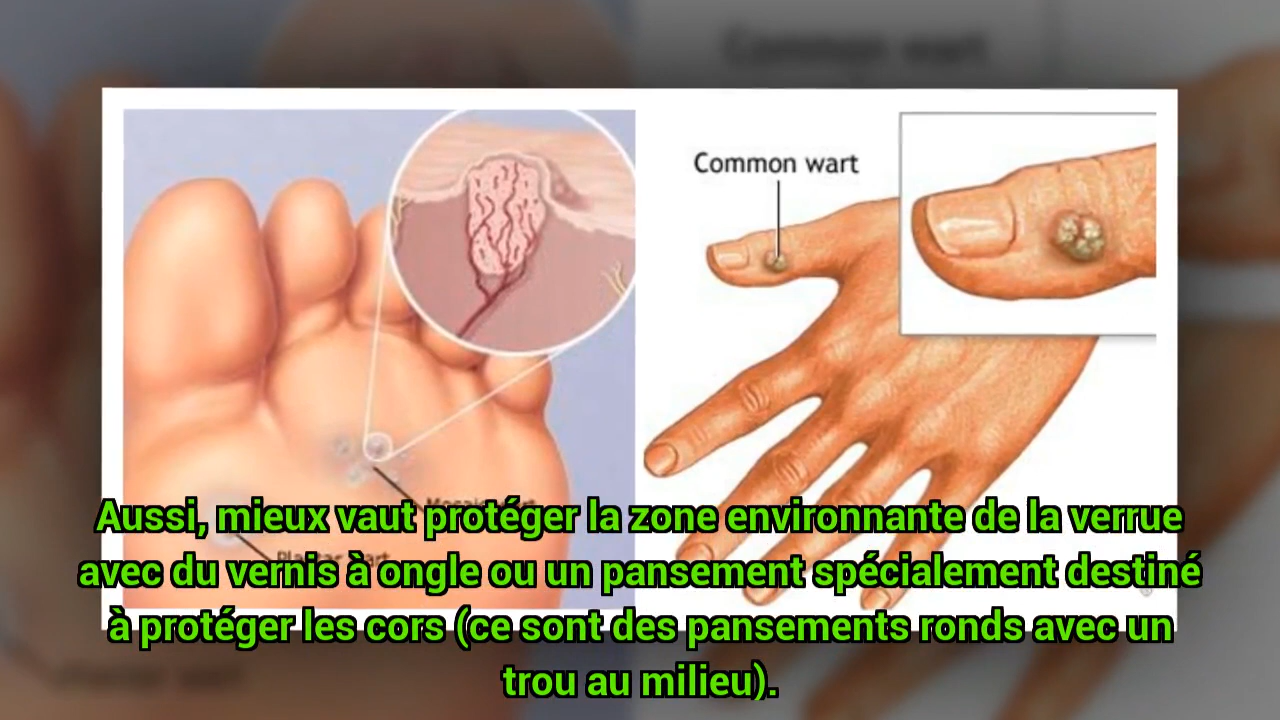 Common wart
Aussi, mieux vaut protéger la zone environnante de la verrue
avec du vernis à ongle ou un pansement spécialement destiné
à protéger les cors (ce sont des pansements ronds avec un
trou au milieu).